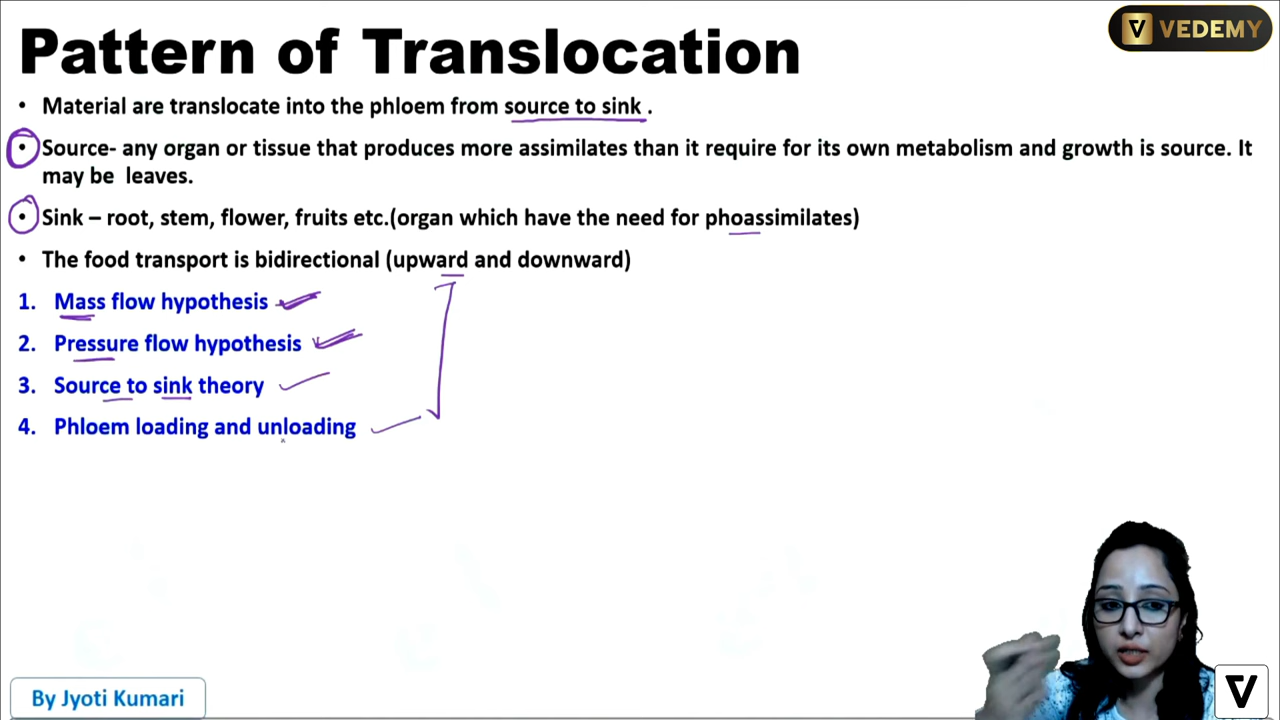 Pattern of Translocation
VEDEMY
• Material are translocate into the phloem from source to sink .
• Source- any organ or tissue that produces more assimilates than it require for its own metabolism and growth is source. It
may be leaves.
• Sink – root, stem, flower, fruits etc.(organ which have the need for phoassimilates)
• The food transport is bidirectional (upward and downward)
1. Mass flow hypothesis
2. Pressure flow hypothesis
3. Source to sink theory
4. Phloem loading and unloading
By Jyoti Kumari